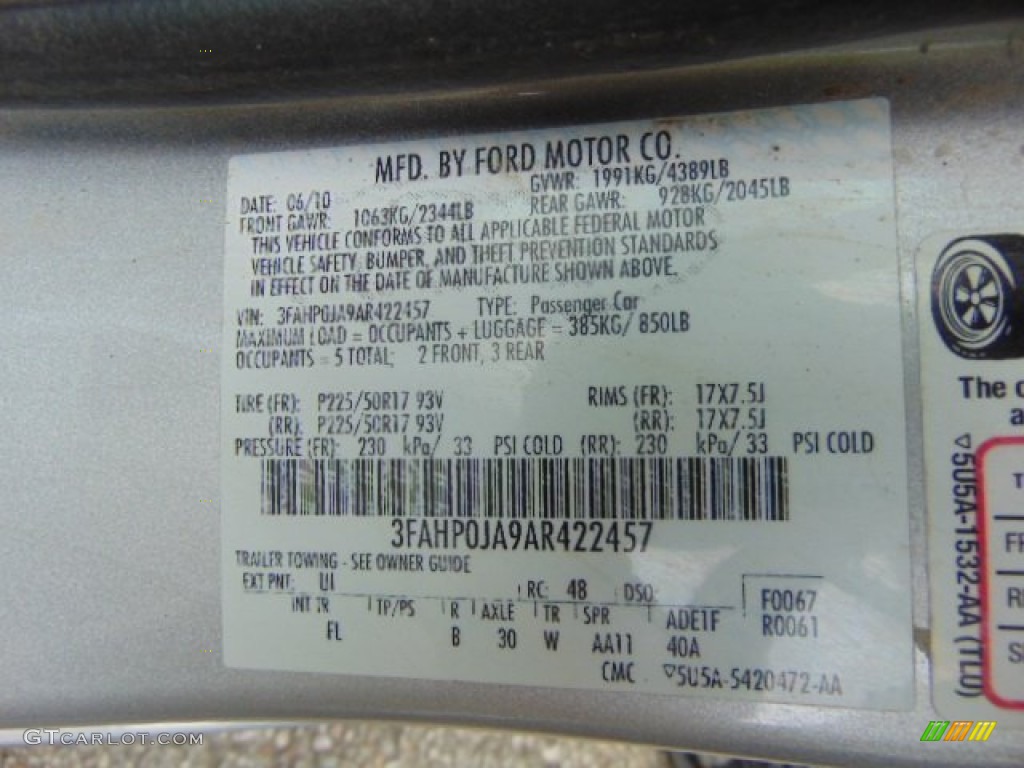 MFD. BY FORD MOTOR CO.
DATE: 06/10 GVWR: 1991KG/4389LB
FRONT GAWR: 1063KG/2344LB REAR GAWR: 928KG/2045LB
THIS VEHICLE CONFORMS TO ALL APPLICABLE FEDERAL MOTOR
VEHICLE SAFETY, BUMPER, AND THEFT PREVENTION STANDARDS
IN EFFECT ON THE DATE OF MANUFACTURE SHOWN ABOVE.
VIN: 3FAHP0JA9AR422457 TYPE: Passenger Car
MAXIMUM LOAD = OCCUPANTS + LUGGAGE = 385KG/ 850LB
OCCUPANTS = 5 TOTAL; 2 FRONT, 3 REAR
TIRE (FR): P225/50R17 93V RIMS (FR): 17X7.5J
(RR): P225/50R17 93V (RR): 17X7.5J
PRESSURE (FR): 230 kPa/ 33 PSI COLD (RR): 230 kPa/ 33 PSI COLD
3FAHP0JA9AR422457
TRAILER TOWING - SEE OWNER GUIDE
EXT PNT: UI RC: 48 DSO:
INT TR TP/PS R AXLE TR SPR ADE1F
FL B 30 W AA11 40A
F0067
R0061
CMC ▽5U5A-5420472-AA
The
▽5U5A-1532-AA (TLU)
GTCARLOT.COM